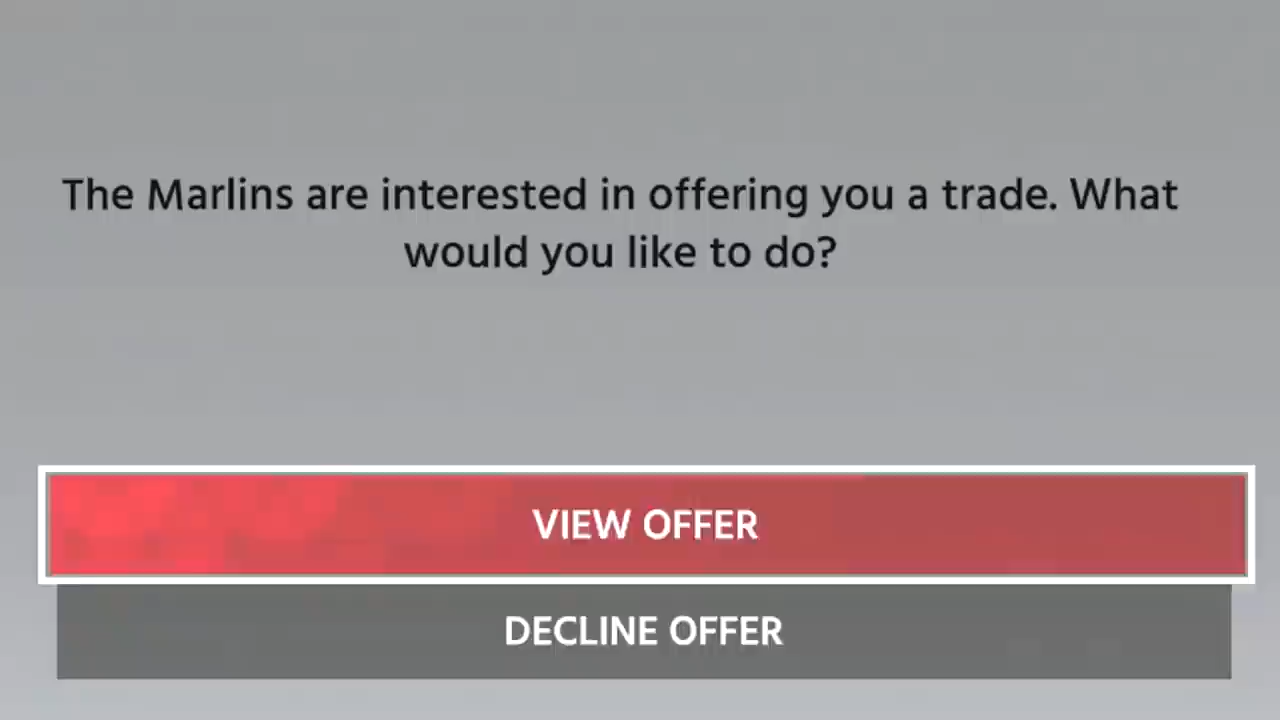 The Marlins are interested in offering you a trade. What
would you like to do?
VIEW OFFER
DECLINE OFFER